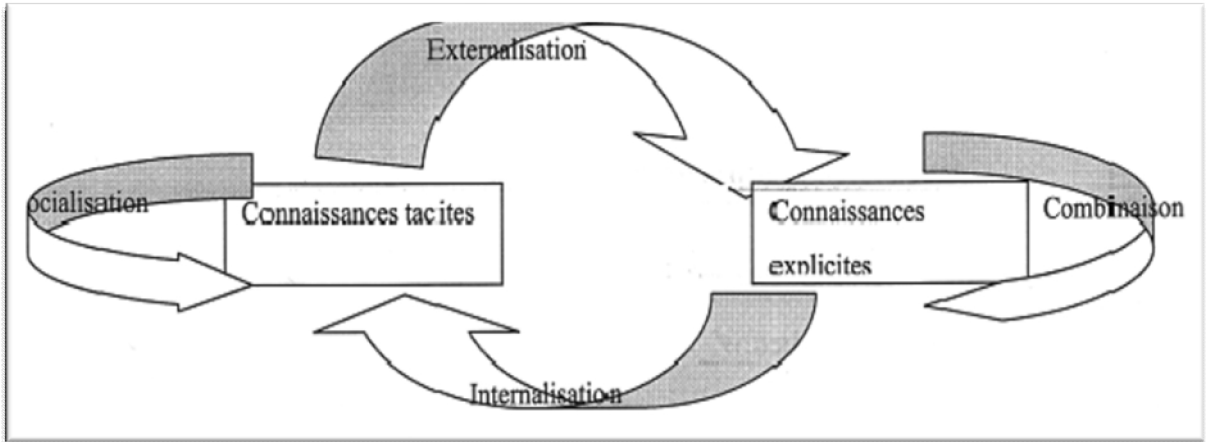 Externalisation
ocialisation
Connaissances tacites
Connaissances
explicites
Combinaison
Internalisation